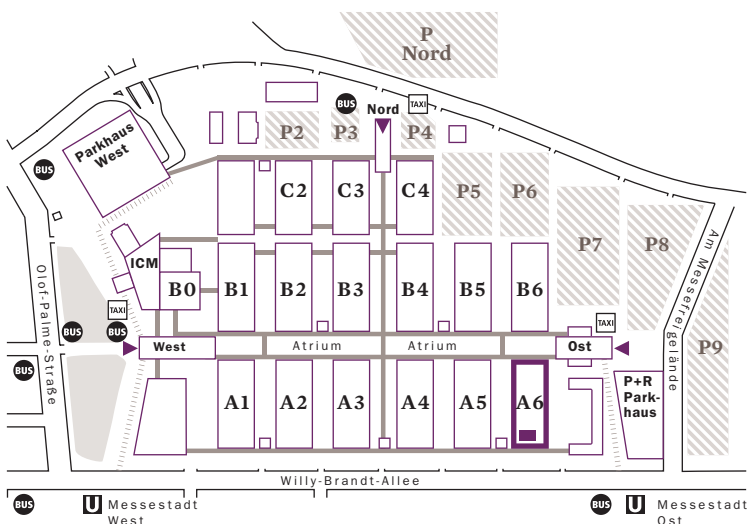 P
Nord
BUS
Nord
TAXI
P2
P3
P4
Parkhaus
West
BUS
C2
C3
C4
P5
P6
P7
P8
Am Messefreigelände
ICM
B0
B1
B2
B3
B4
B5
B6
Olof-Palme-Straße
TAXI
BUS
BUS
TAXI
West
Atrium
Atrium
Ost
P9
BUS
A1
A2
A3
A4
A5
A6
P+R
Park-
haus
Willy-Brandt-Allee
BUS
U Messestadt
West
BUS
U Messestadt
Ost